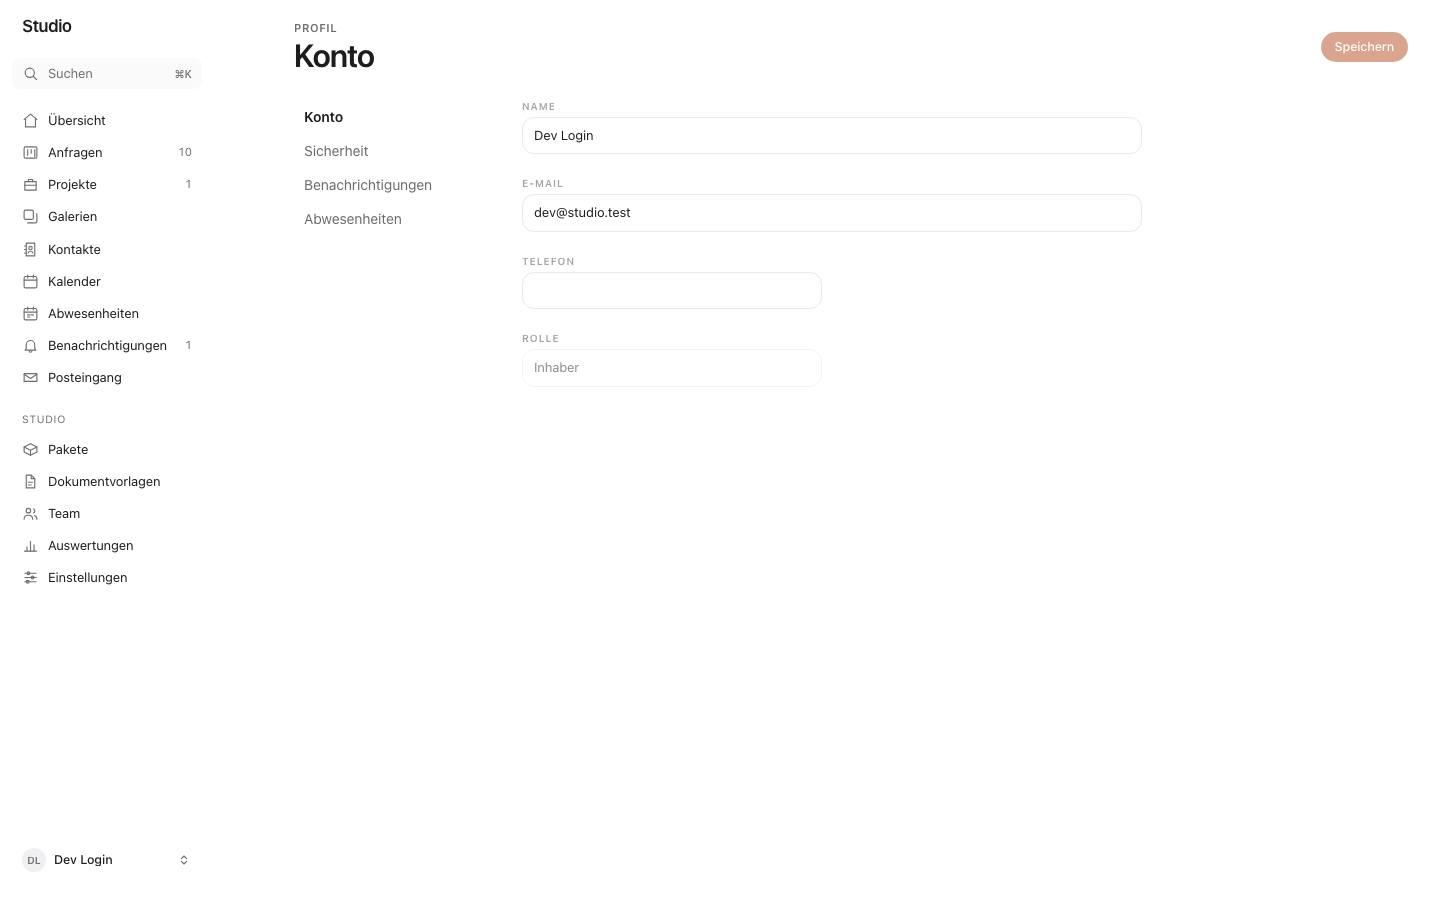 Studio
Suchen ⌘K
Übersicht
Anfragen 10
Projekte 1
Galerien
Kontakte
Kalender
Abwesenheiten
Benachrichtigungen 1
Posteingang
STUDIO
Pakete
Dokumentvorlagen
Team
Auswertungen
Einstellungen
DL Dev Login
PROFIL
Konto
Speichern
Konto
Sicherheit
Benachrichtigungen
Abwesenheiten
NAME
Dev Login
E-MAIL
dev@studio.test
TELEFON
ROLLE
Inhaber